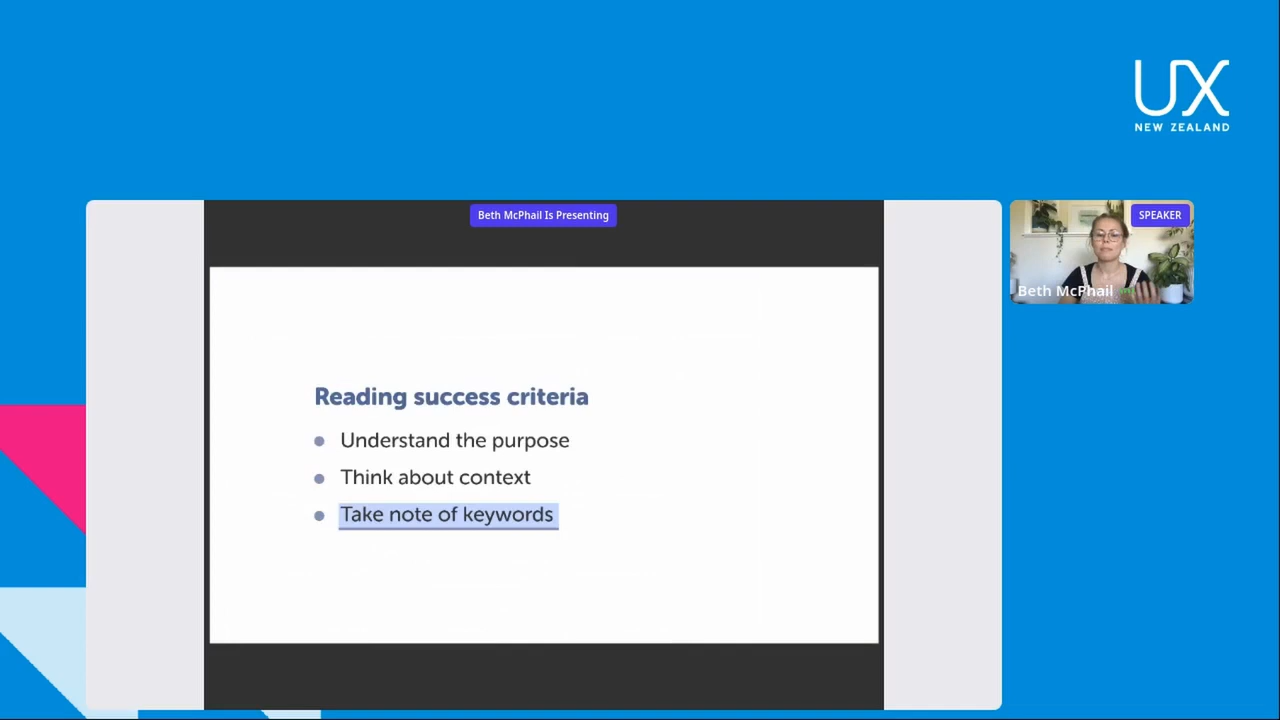 UX
NEW ZEALAND
Beth McPhail Is Presenting
SPEAKER
Beth McPhail
Reading success criteria
Understand the purpose
Think about context
Take note of keywords